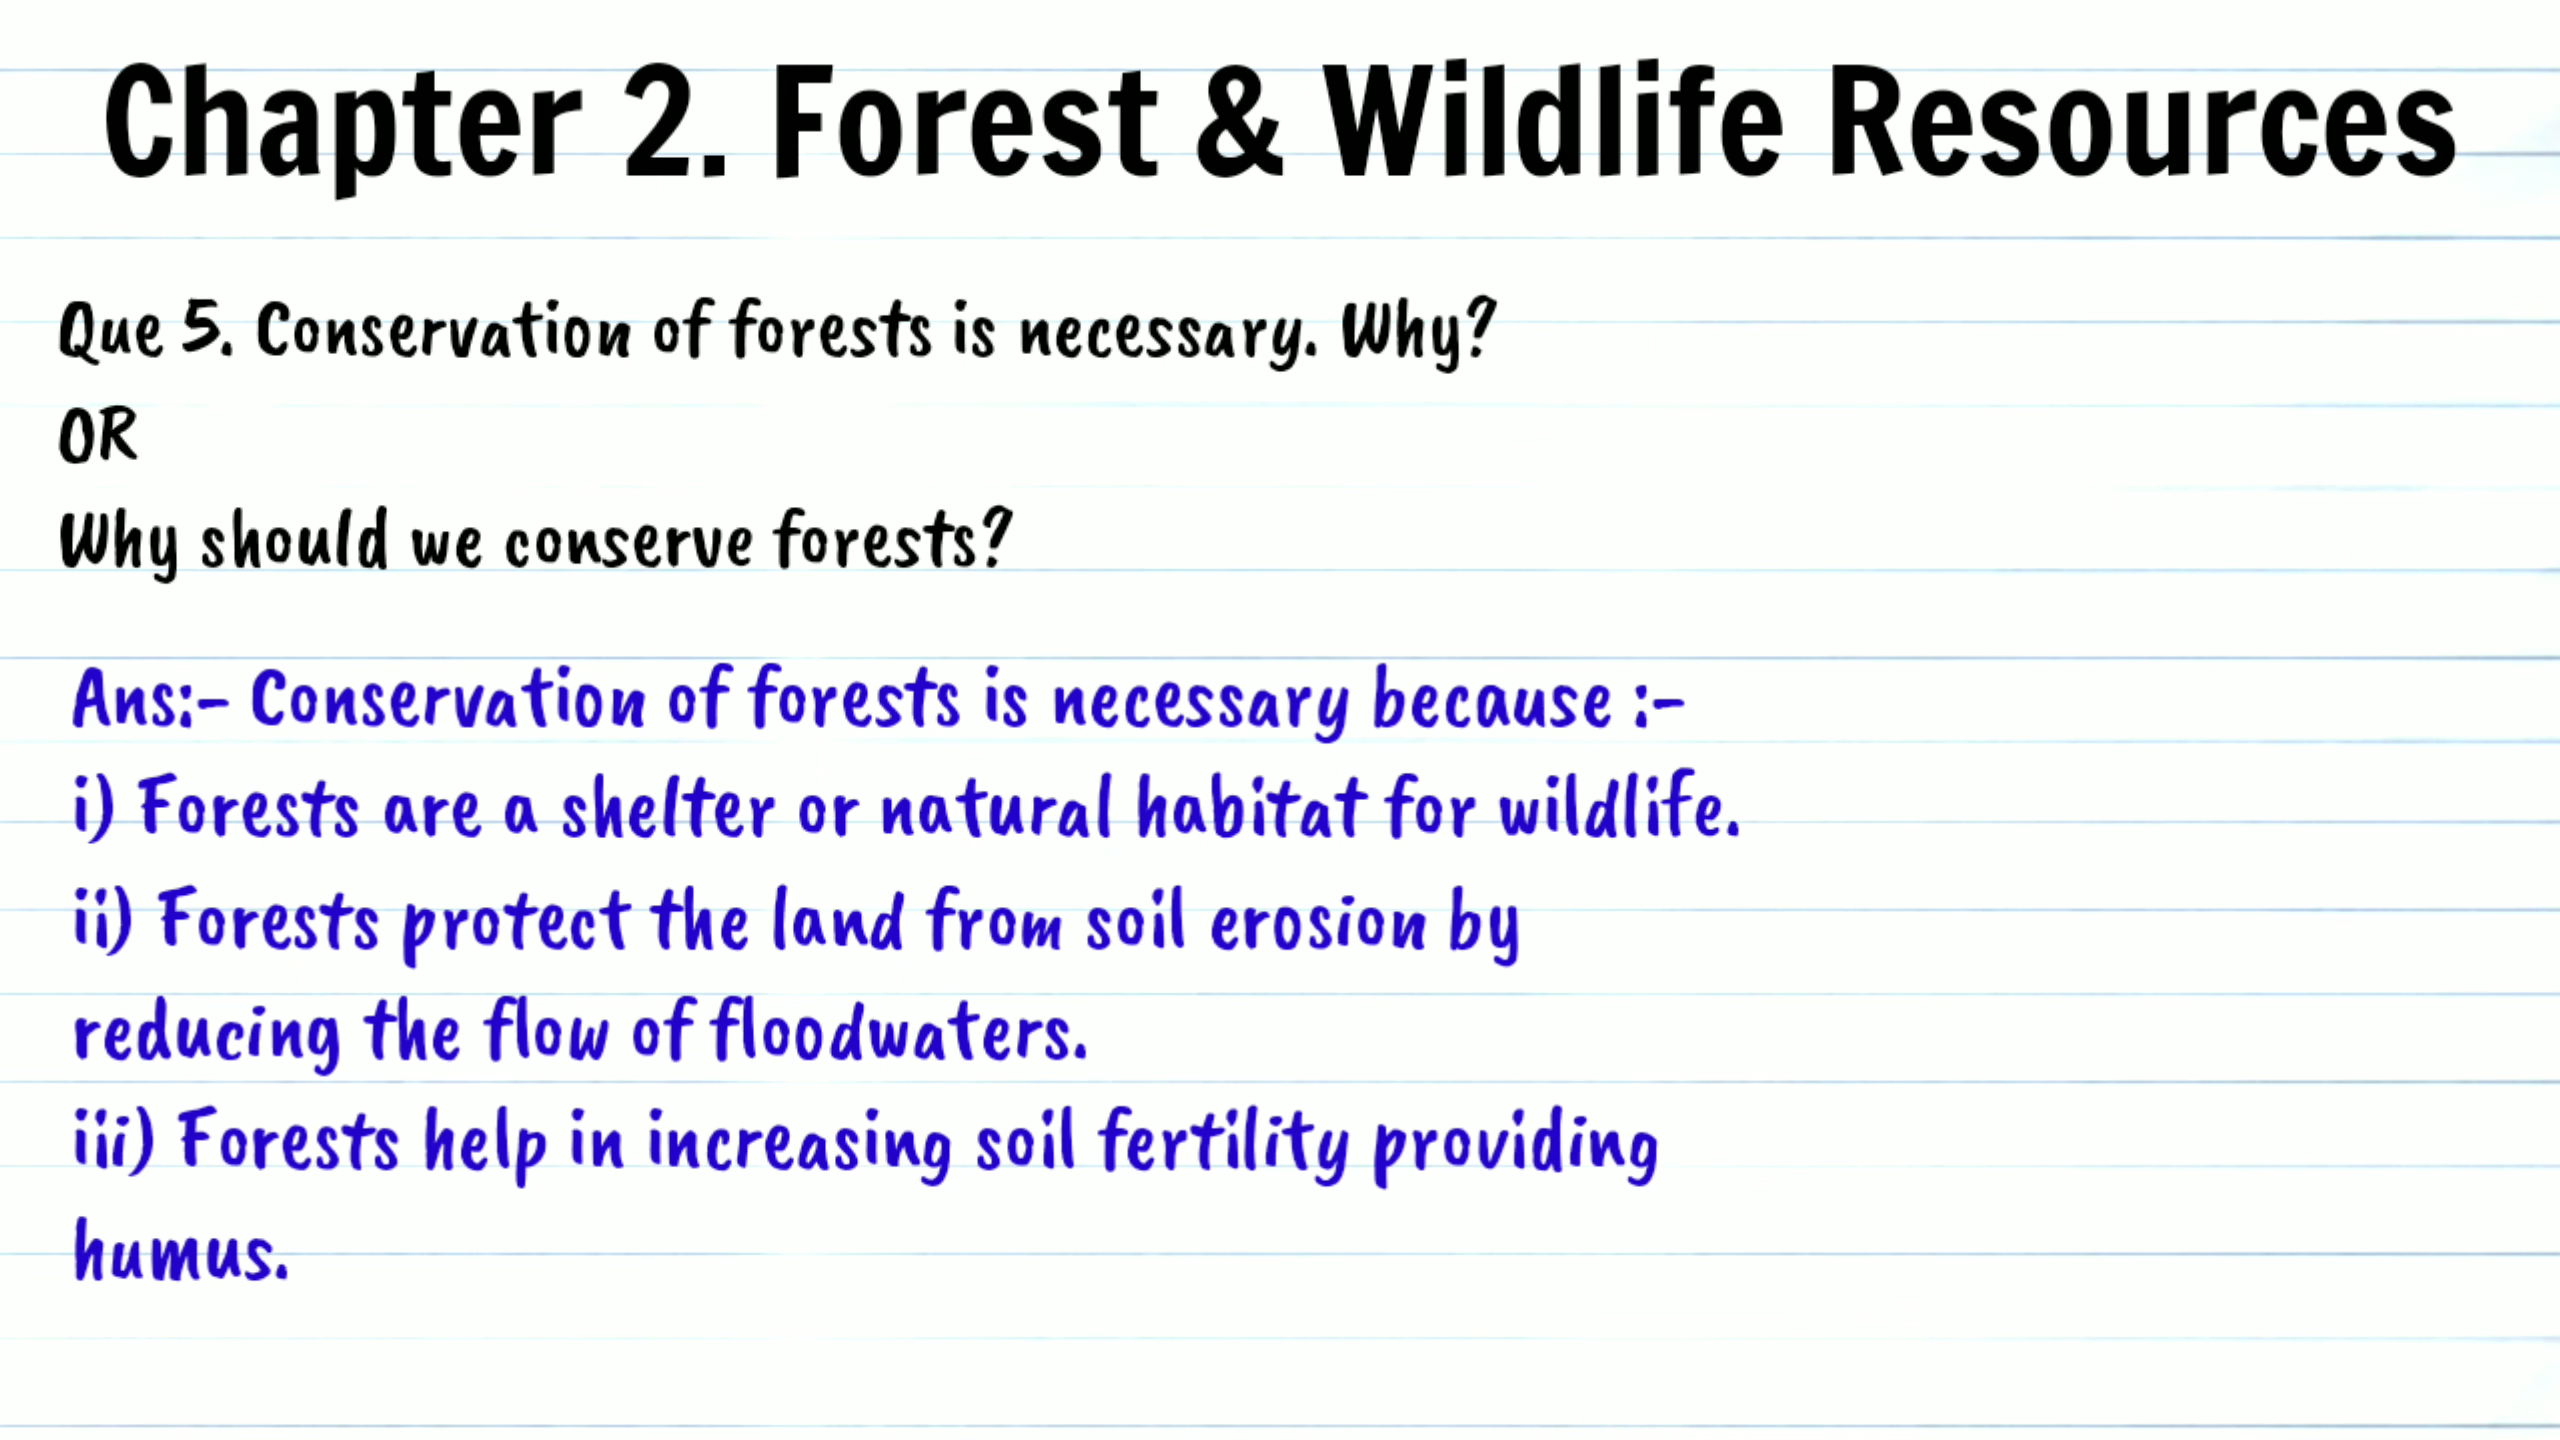 Chapter 2. Forest & Wildlife Resources
Que 5. Conservation of forests is necessary. Why?
OR
Why should we conserve forests?
Ans:- Conservation of forests is necessary because :-
i) Forests are a shelter or natural habitat for wildlife.
ii) Forests protect the land from soil erosion by
reducing the flow of floodwaters.
iii) Forests help in increasing soil fertility providing
humus.